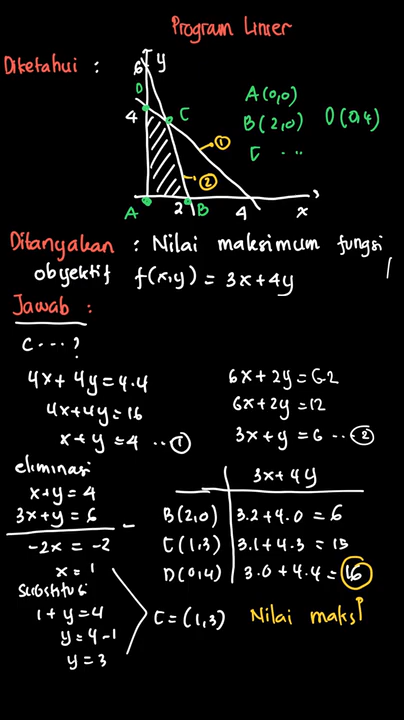 Program Linier
Diketahui :
y
6
D
4
C
①
②
A
2
B
4
x
A(0,0)
B(2,0) D(0,4)
C ...
Ditanyakan : Nilai maksimum fungsi
obyektif f(x,y) = 3x+4y
Jawab :
C ... ?
4x+4y=4.4
4x+4y=16
x+y=4 ...①
6x+2y=6.2
6x+2y=12
3x+y=6 ...②
eliminasi
x+y=4
3x+y=6 -
-2x=-2
x=1
Substitusi
1+y=4
y=4-1
y=3
C=(1,3)
3x+4y
B(2,0) 3.2+4.0=6
C(1,3) 3.1+4.3=15
D(0,4) 3.0+4.4=16
Nilai maks